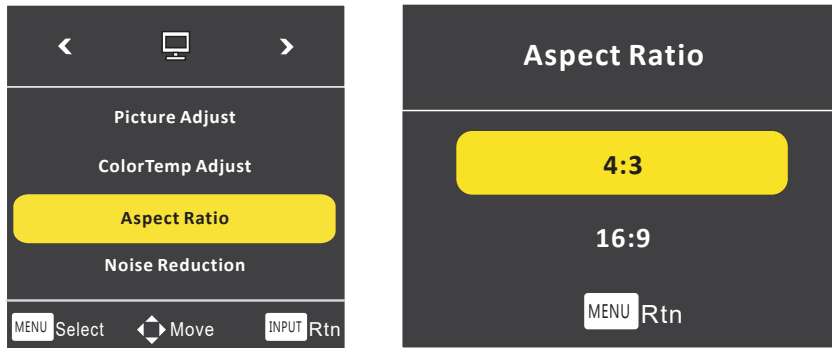 Picture Adjust
ColorTemp Adjust
Aspect Ratio
Noise Reduction
MENU Select Move INPUT Rtn
Aspect Ratio
4:3
16:9
MENU Rtn